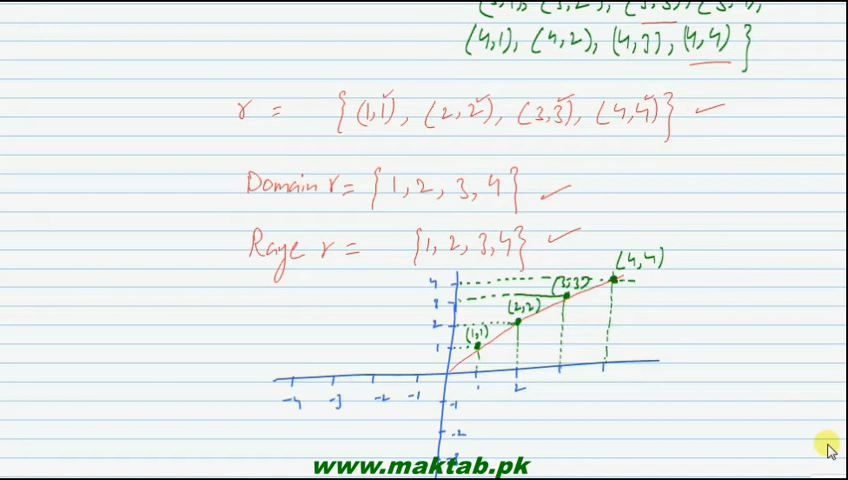 (4,1), (4,2), (4,3), (4,4) }
r = {(1,1), (2,2), (3,3), (4,4)}
Domain r = {1, 2, 3, 4}
Rage r = {1, 2, 3, 4}
(4,4)
4
(3,3)
3
(2,2)
2
(1,1)
1
-4 -3 -2 -1 1 2
-1
-2
www.maktab.pk